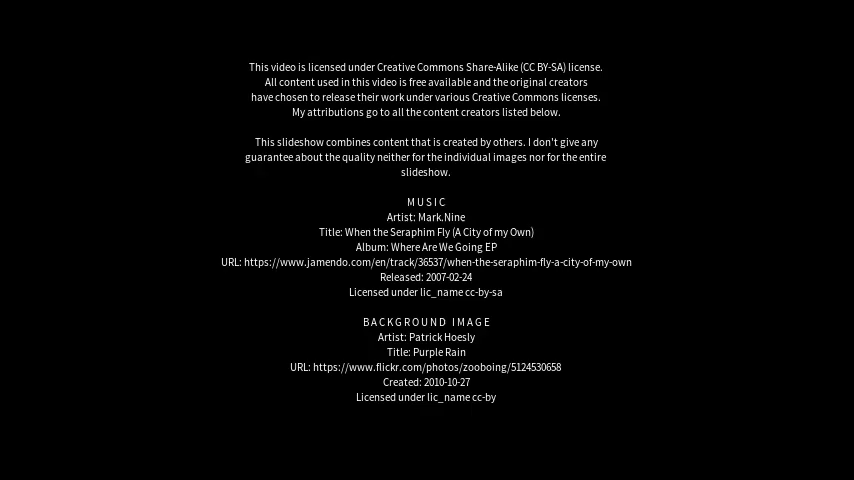 This video is licensed under Creative Commons Share-Alike (CC BY-SA) license.
All content used in this video is free available and the original creators
have chosen to release their work under various Creative Commons licenses.
My attributions go to all the content creators listed below.
This slideshow combines content that is created by others. I don't give any
guarantee about the quality neither for the individual images nor for the entire
slideshow.
M U S I C
Artist: Mark.Nine
Title: When the Seraphim Fly (A City of my Own)
Album: Where Are We Going EP
URL: https://www.jamendo.com/en/track/36537/when-the-seraphim-fly-a-city-of-my-own
Released: 2007-02-24
Licensed under lic_name cc-by-sa
B A C K G R O U N D   I M A G E
Artist: Patrick Hoesly
Title: Purple Rain
URL: https://www.flickr.com/photos/zooboing/5124530658
Created: 2010-10-27
Licensed under lic_name cc-by